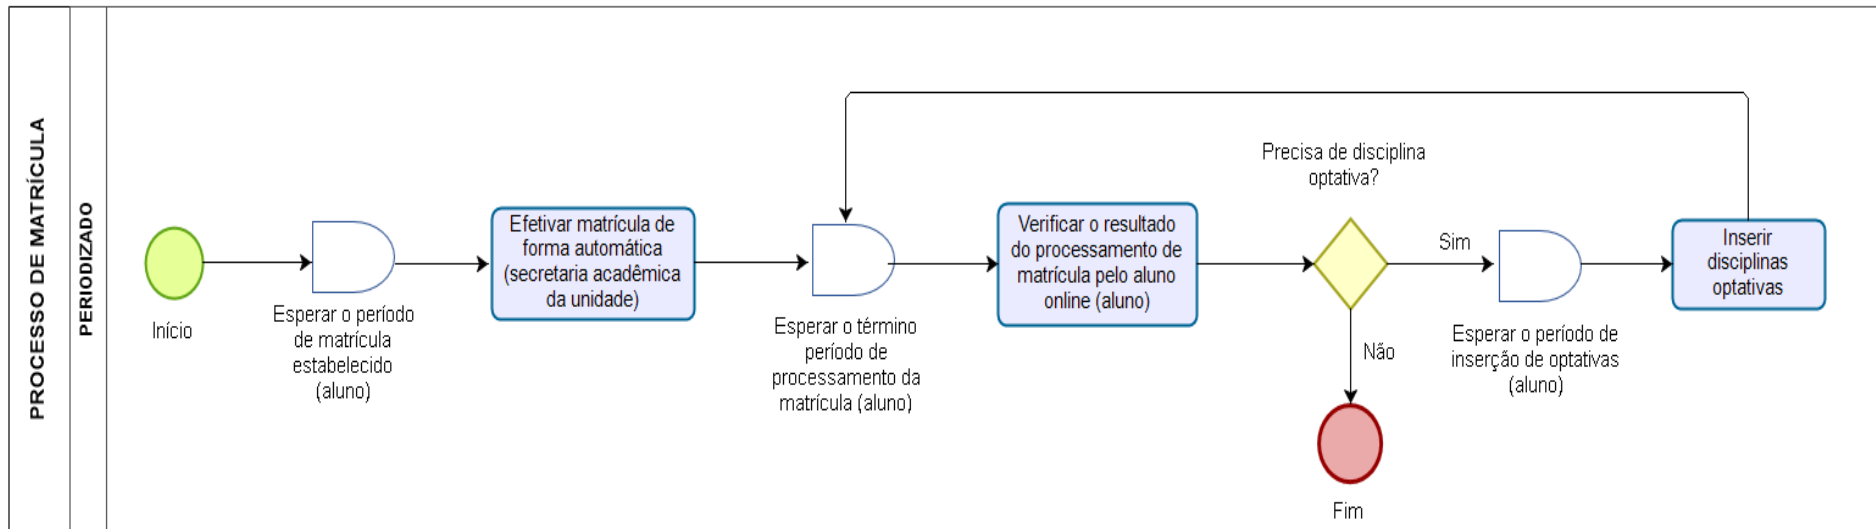 PROCESSO DE MATRÍCULA
PERIODIZADO
Início
Esperar o período
de matrícula
estabelecido
(aluno)
Efetivar matrícula de
forma automática
(secretaria acadêmica
da unidade)
Esperar o término
período de
processamento da
matrícula (aluno)
Verificar o resultado
do processamento de
matrícula pelo aluno
online (aluno)
Precisa de disciplina
optativa?
Sim
Não
Fim
Esperar o período de
inserção de optativas
(aluno)
Inserir
disciplinas
optativas